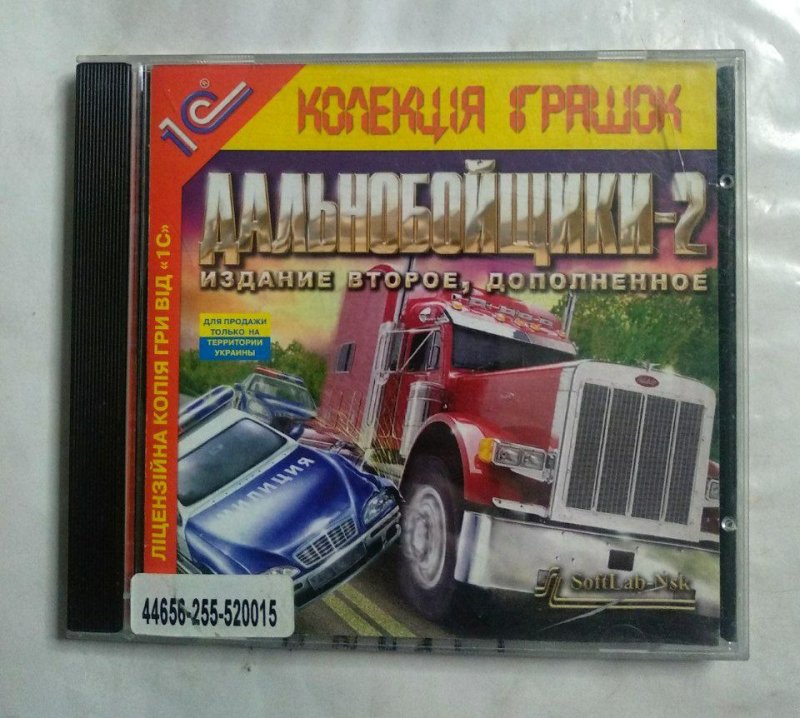 1С®
КОЛЕКЦІЯ ІГРАШОК
ДАЛЬНОБОЙЩИКИ-2
ИЗДАНИЕ ВТОРОЕ, ДОПОЛНЕННОЕ
ДЛЯ ПРОДАЖИ
ТОЛЬКО НА
ТЕРРИТОРИИ
УКРАИНЫ
ЛІЦЕНЗІЙНА КОПІЯ ГРИ ВІД «1С»
МИЛИЦИЯ
SoftLab-Nsk
44656-255-520015